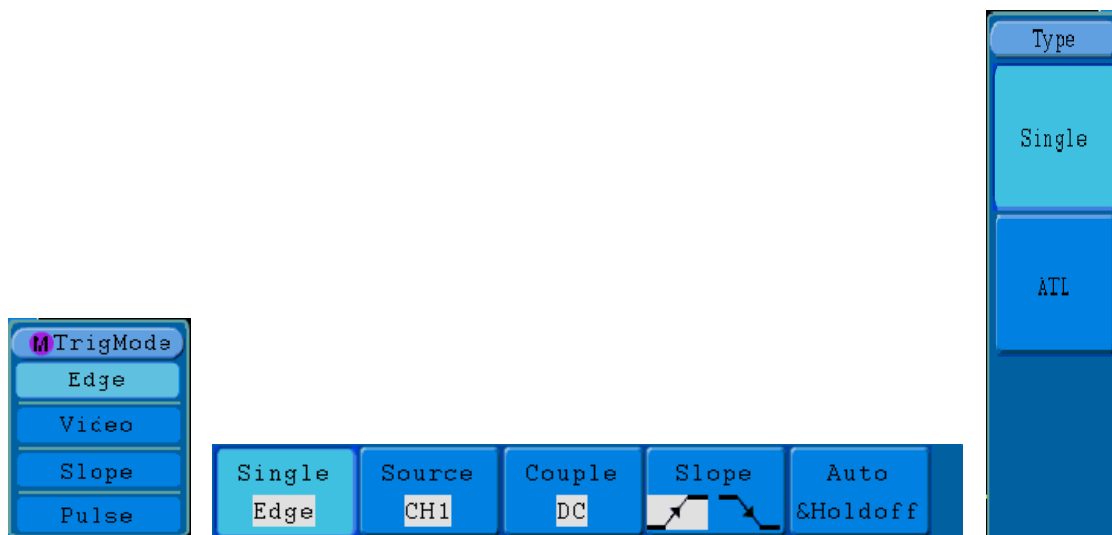 M TrigMode
Edge
Video
Slope
Pulse
Single Source Couple Slope Auto
Edge CH1 DC &Holdoff
Type
Single
ATL